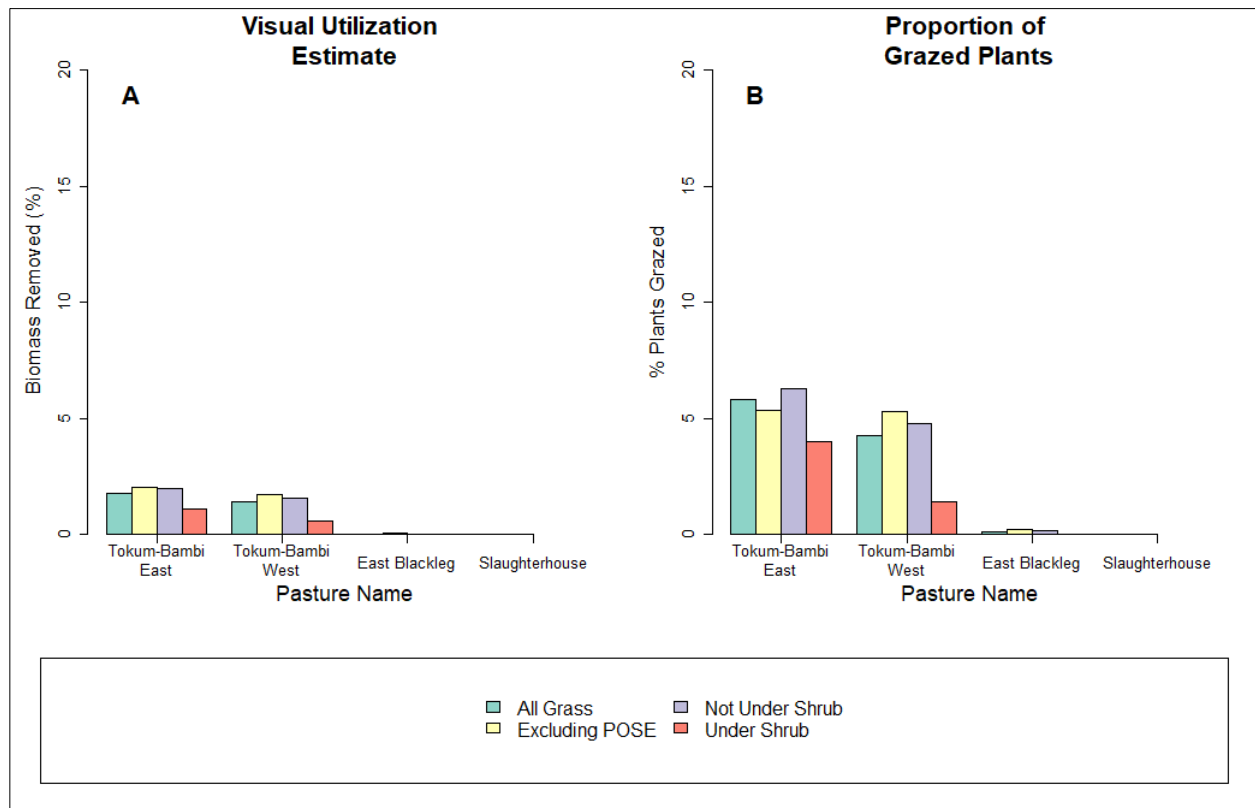 Visual Utilization
Estimate
A
20
15
10
5
0
Biomass Removed (%)
Tokum-Bambi
East
Tokum-Bambi
West
East Blackleg
Slaughterhouse
Pasture Name
Proportion of
Grazed Plants
B
20
15
10
5
0
% Plants Grazed
Tokum-Bambi
East
Tokum-Bambi
West
East Blackleg
Slaughterhouse
Pasture Name
All Grass
Excluding POSE
Not Under Shrub
Under Shrub